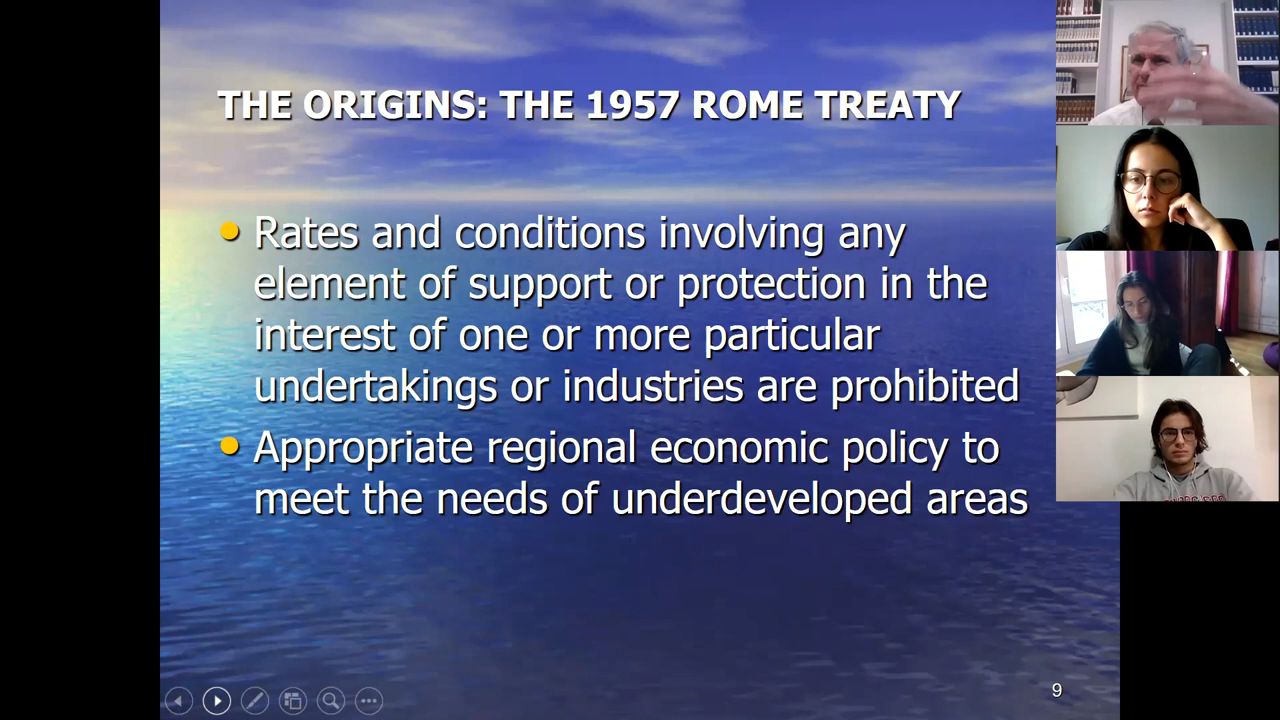 THE ORIGINS: THE 1957 ROME TREATY
Rates and conditions involving any
element of support or protection in the
interest of one or more particular
undertakings or industries are prohibited
Appropriate regional economic policy to
meet the needs of underdeveloped areas
9